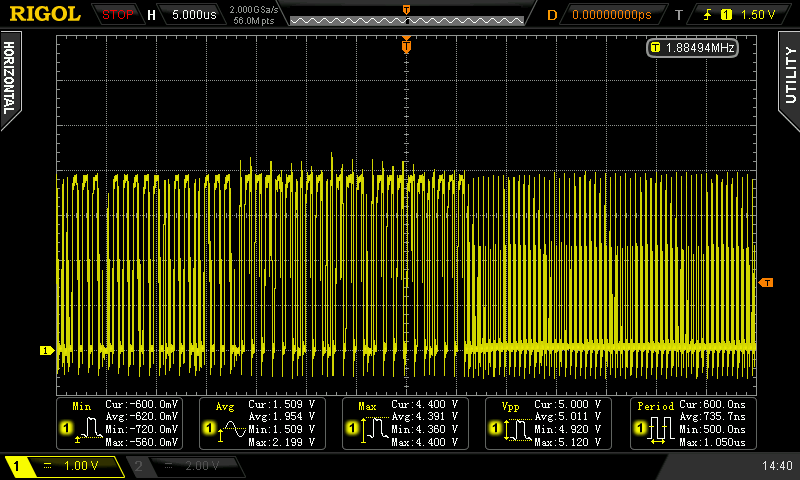 RIGOL STOP H 5.000us 2.000GSa/s 56.0M pts D 0.00000000ps T 1 1.50 V
T
T 1.88494MHz
HORIZONTAL
UTILITY
T
1
Min Cur:-600.0mV Avg:-620.0mV Min:-720.0mV Max:-560.0mV
Avg Cur:1.509 V Avg:1.954 V Min:1.509 V Max:2.199 V
Max Cur:4.400 V Avg:4.391 V Min:4.360 V Max:4.400 V
Vpp Cur:5.000 V Avg:5.011 V Min:4.920 V Max:5.120 V
Period Cur:600.0ns Avg:735.7ns Min:500.0ns Max:1.050us
1 1.00 V 2 2.00 V 14:40